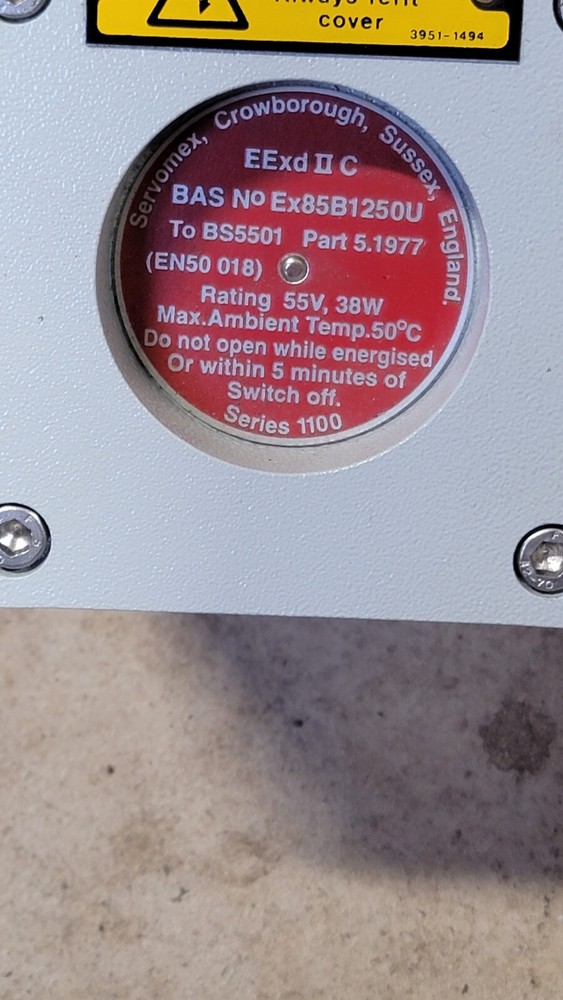 Always refit
cover
3951-1494
Servomex, Crowborough, Sussex, England.
EExd II C
BAS No Ex85B1250U
To BS5501 Part 5.1977
(EN50 018)
Rating 55V, 38W
Max.Ambient Temp.50°C
Do not open while energised
Or within 5 minutes of
Switch off.
Series 1100